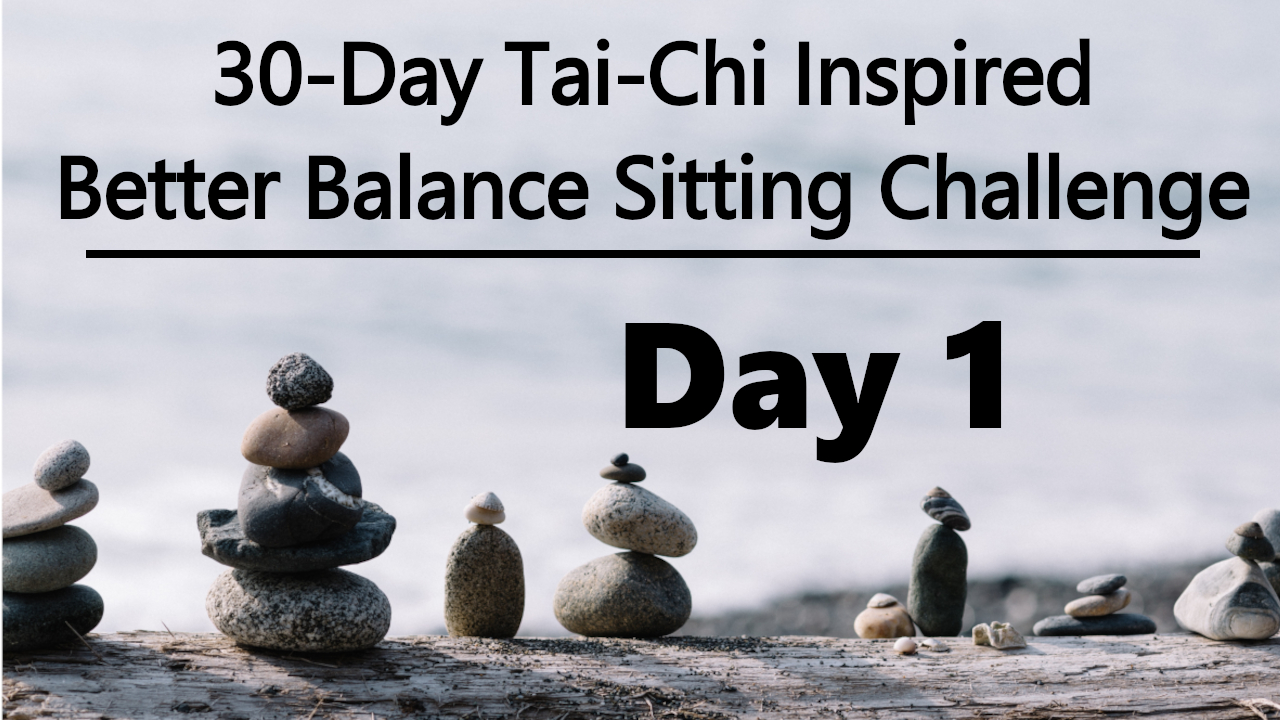 30-Day Tai-Chi Inspired
Better Balance Sitting Challenge
Day 1